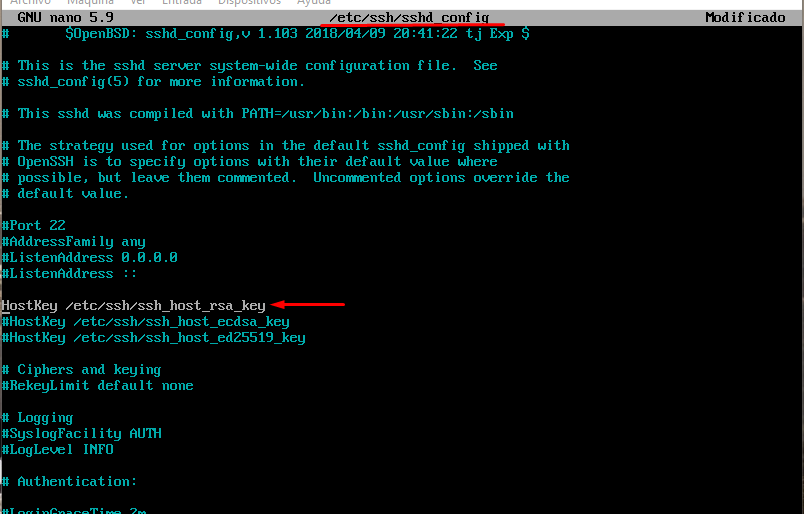 Archivo Máquina Ver Entrada Dispositivos Ayuda
GNU nano 5.9 /etc/ssh/sshd_config Modificado
# $OpenBSD: sshd_config,v 1.103 2018/04/09 20:41:22 tj Exp $
# This is the sshd server system-wide configuration file. See
# sshd_config(5) for more information.
# This sshd was compiled with PATH=/usr/bin:/bin:/usr/sbin:/sbin
# The strategy used for options in the default sshd_config shipped with
# OpenSSH is to specify options with their default value where
# possible, but leave them commented. Uncommented options override the
# default value.
#Port 22
#AddressFamily any
#ListenAddress 0.0.0.0
#ListenAddress ::
HostKey /etc/ssh/ssh_host_rsa_key
#HostKey /etc/ssh/ssh_host_ecdsa_key
#HostKey /etc/ssh/ssh_host_ed25519_key
# Ciphers and keying
#RekeyLimit default none
# Logging
#SyslogFacility AUTH
#LogLevel INFO
# Authentication:
#LoginGraceTime 2m